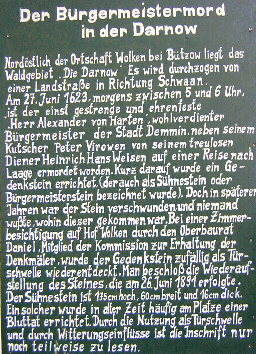 Der Bürgermeistermord
in der Darnow
Nordöstlich der Ortschaft Wolken bei Bützow liegt das
Waldgebiet „Die Darnow". Es wird durchzogen von
einer Landstraße in Richtung Schwaan.
Am 27. Juni 1623, morgens zwischen 5 und 6 Uhr,
ist der einst gestrenge und ehrenfeste
Herr Alexander von Harten, wohlverdienter
Bürgermeister der Stadt Demmin, neben seinem
Kutscher Peter Virowen von seinem treulosen
Diener Heinrich Hans Weisen auf einer Reise nach
Laage ermordet worden. Kurz darauf wurde ein Ge-
denkstein errichtet (der auch als Sühnestein oder
Bürgermeisterstein bezeichnet wurde). Doch in späteren
Jahren war der Stein verschwunden und niemand
wußte, wohin dieser gekommen war. Bei einer Zimmer-
besichtigung auf Hof Wolken durch den Oberbaurat
Daniel, Mitglied der Kommission zur Erhaltung der
Denkmäler, wurde der Gedenkstein zufällig als Tür-
schwelle wiederentdeckt. Man beschloß die Wiederauf-
stellung des Steines, die am 26. Juni 1891 erfolgte.
Der Sühnestein ist 175cm hoch, 60cm breit und 16cm dick.
Ein solcher wurde in alter Zeit häufig am Platze einer
Bluttat errichtet. Durch die Nutzung als Türschwelle
und durch Witterungseinflüsse ist die Inschrift nur
noch teilweise zu lesen.